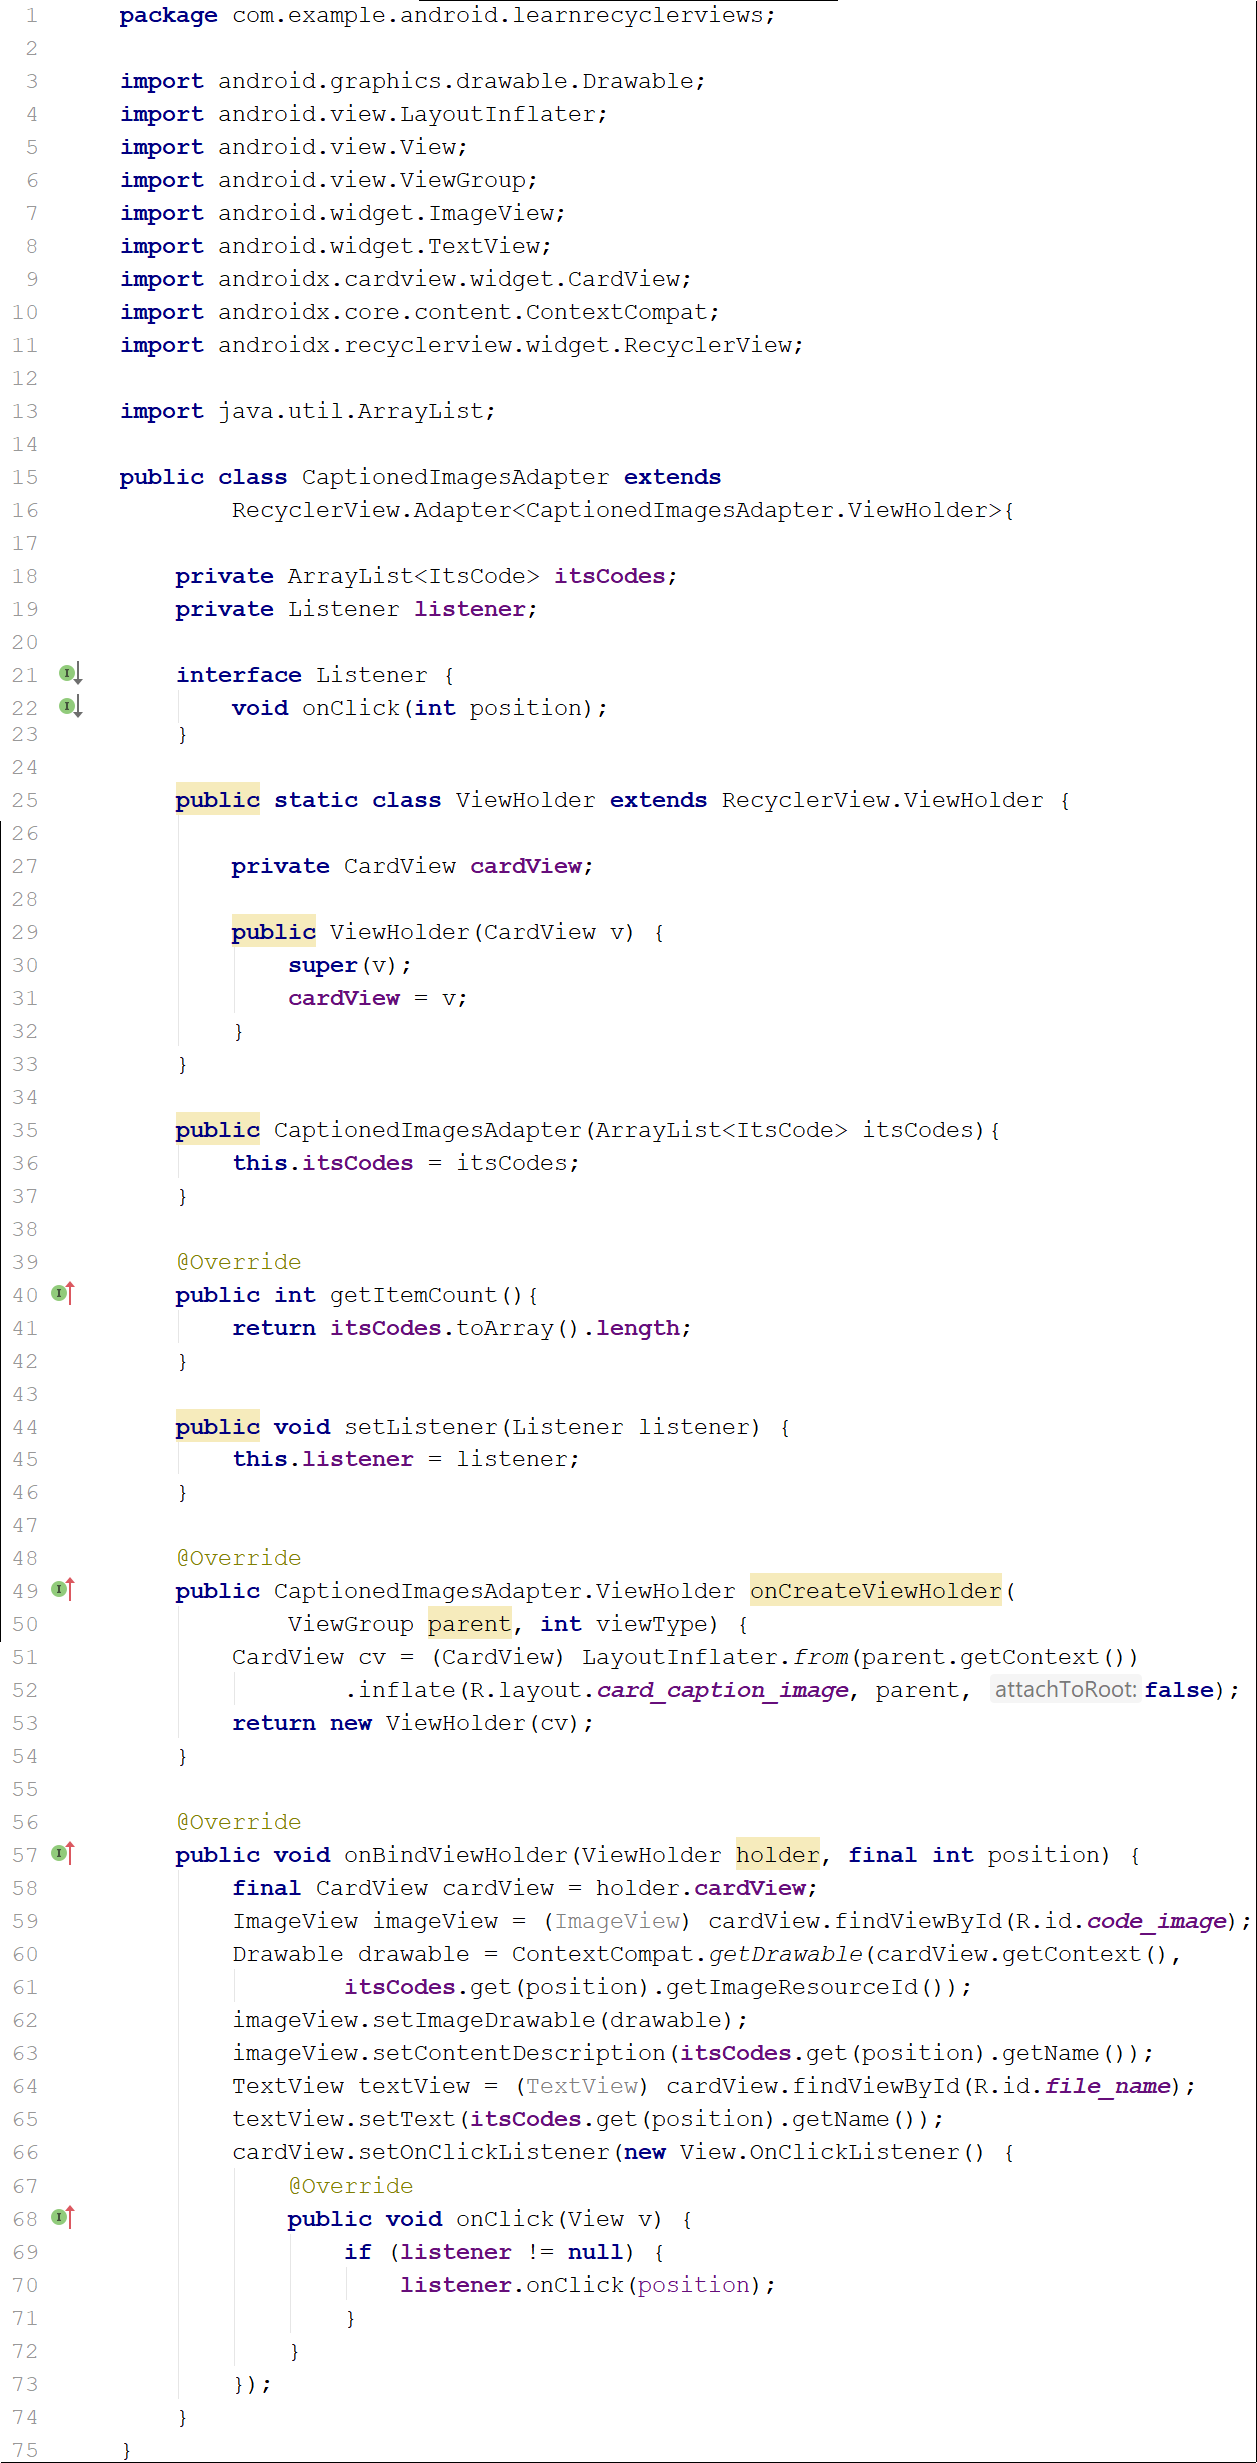 1 package com.example.android.learnrecyclerviews;
2
3 import android.graphics.drawable.Drawable;
4 import android.view.LayoutInflater;
5 import android.view.View;
6 import android.view.ViewGroup;
7 import android.widget.ImageView;
8 import android.widget.TextView;
9 import androidx.cardview.widget.CardView;
10 import androidx.core.content.ContextCompat;
11 import androidx.recyclerview.widget.RecyclerView;
12
13 import java.util.ArrayList;
14
15 public class CaptionedImagesAdapter extends
16 RecyclerView.Adapter<CaptionedImagesAdapter.ViewHolder>{
17
18 private ArrayList<ItsCode> itsCodes;
19 private Listener listener;
20
21 interface Listener {
22 void onClick(int position);
23 }
24
25 public static class ViewHolder extends RecyclerView.ViewHolder {
26
27 private CardView cardView;
28
29 public ViewHolder(CardView v) {
30 super(v);
31 cardView = v;
32 }
33 }
34
35 public CaptionedImagesAdapter(ArrayList<ItsCode> itsCodes){
36 this.itsCodes = itsCodes;
37 }
38
39 @Override
40 public int getItemCount(){
41 return itsCodes.toArray().length;
42 }
43
44 public void setListener(Listener listener) {
45 this.listener = listener;
46 }
47
48 @Override
49 public CaptionedImagesAdapter.ViewHolder onCreateViewHolder(
50 ViewGroup parent, int viewType) {
51 CardView cv = (CardView) LayoutInflater.from(parent.getContext())
52 .inflate(R.layout.card_caption_image, parent, attachToRoot: false);
53 return new ViewHolder(cv);
54 }
55
56 @Override
57 public void onBindViewHolder(ViewHolder holder, final int position) {
58 final CardView cardView = holder.cardView;
59 ImageView imageView = (ImageView) cardView.findViewById(R.id.code_image);
60 Drawable drawable = ContextCompat.getDrawable(cardView.getContext(),
61 itsCodes.get(position).getImageResourceId());
62 imageView.setImageDrawable(drawable);
63 imageView.setContentDescription(itsCodes.get(position).getName());
64 TextView textView = (TextView) cardView.findViewById(R.id.file_name);
65 textView.setText(itsCodes.get(position).getName());
66 cardView.setOnClickListener(new View.OnClickListener() {
67 @Override
68 public void onClick(View v) {
69 if (listener != null) {
70 listener.onClick(position);
71 }
72 }
73 });
74 }
75 }